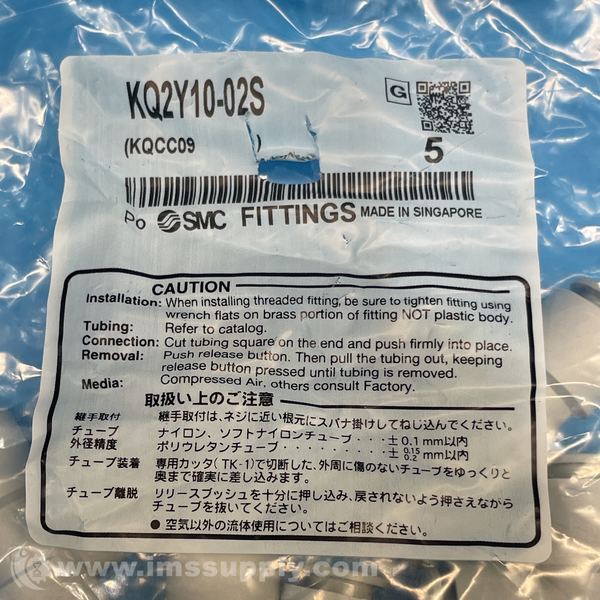 KQ2Y10-02S
G
(KQCC09
5
Po SMC FITTINGS MADE IN SINGAPORE
CAUTION
Installation: When installing threaded fitting, be sure to tighten fitting using
wrench flats on brass portion of fitting NOT plastic body.
Tubing: Refer to catalog.
Connection: Cut tubing square on the end and push firmly into place.
Removal: Push release button. Then pull the tubing out, keeping
release button pressed until tubing is removed.
Media: Compressed Air, others consult Factory.
取扱い上のご注意
継手取付 継手取付は、ネジに近い根元にスパナ掛けしてねじ込んでください。
チューブ ナイロン、ソフトナイロンチューブ・・・±0.1mm以内
外径精度 ポリウレタンチューブ・・・・・・・・±0.15 0.2 mm以内
チューブ装着 専用カッタ(TK-1)で切断した、外周に傷のないチューブをゆっくりと
奥まで確実に差し込みます。
チューブ離脱 リリースブッシュを十分に押し込み、戻されないよう押さえながら
チューブを抜いてください。
● 空気以外の流体使用についてはご相談ください。
www.imssupply.com